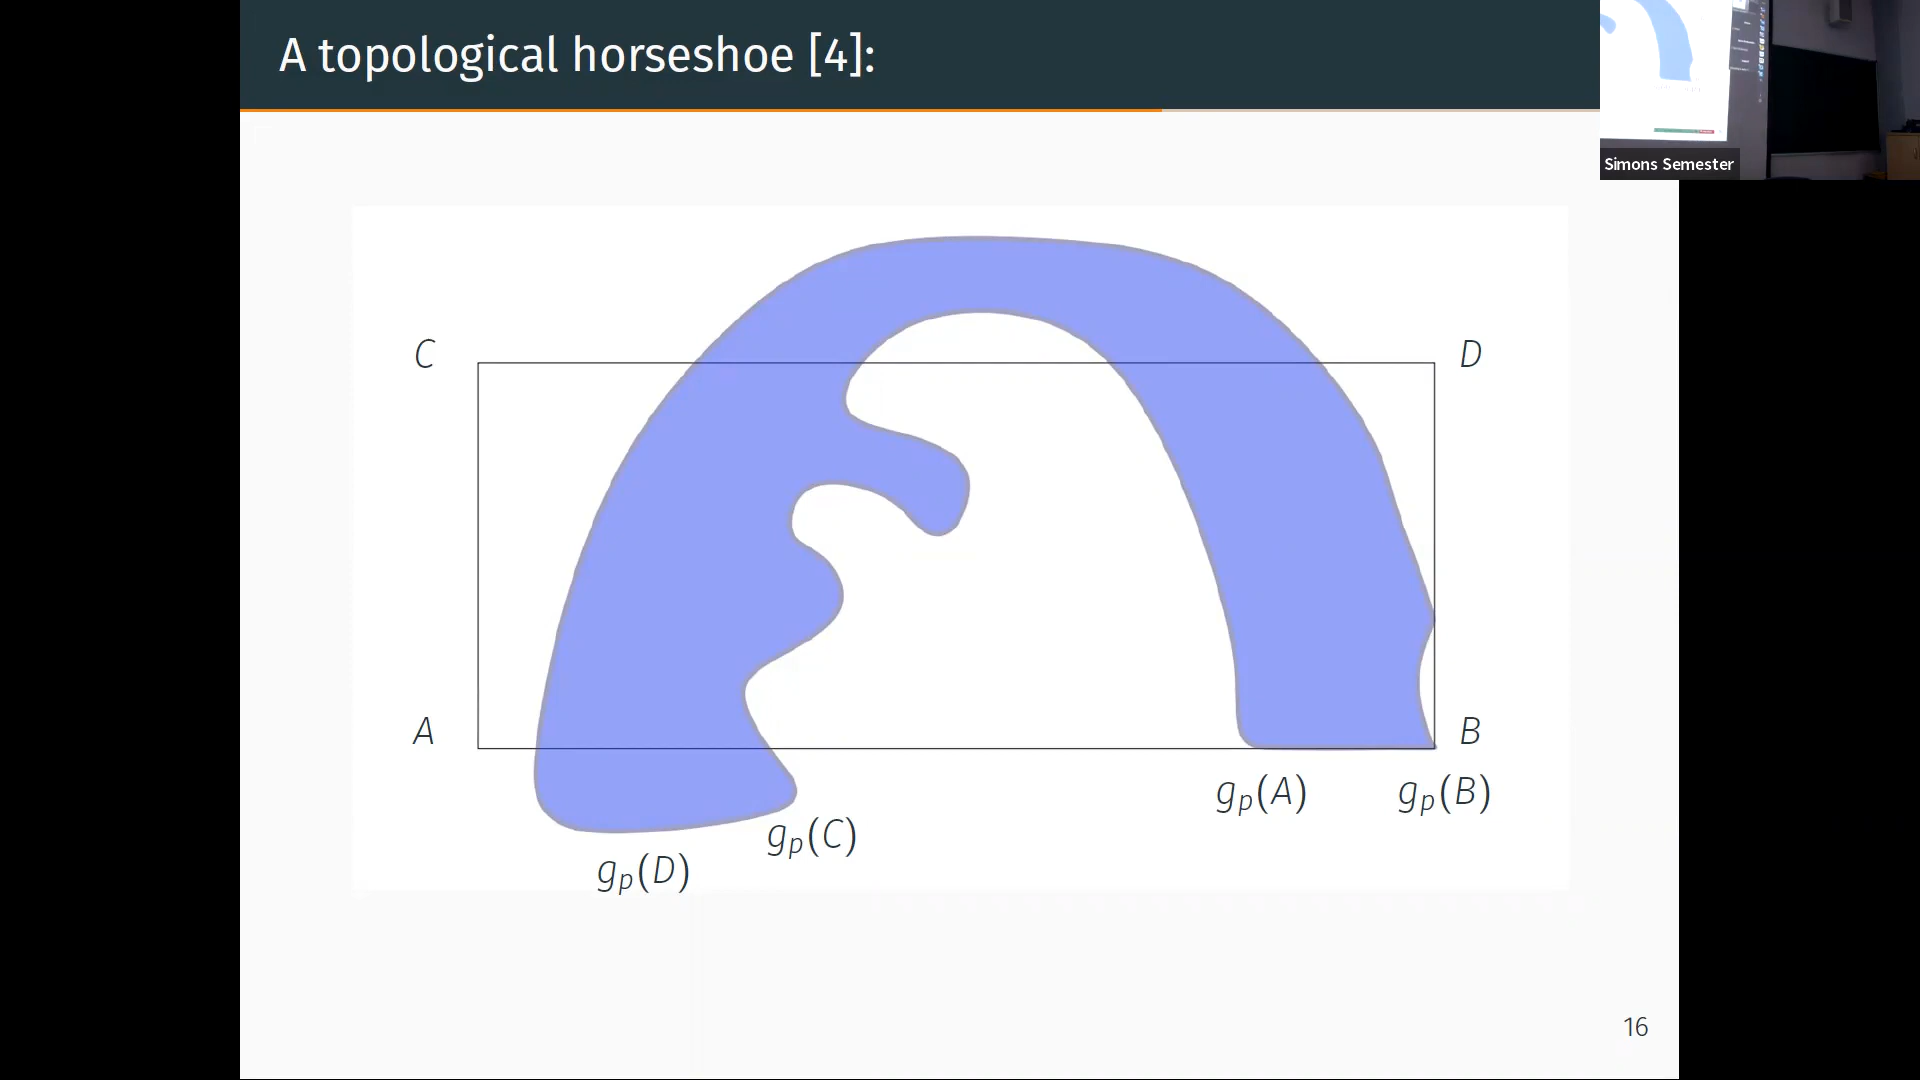 A topological horseshoe [4]:
Simons Semester
C
D
A
B
g_p(A)
g_p(B)
g_p(C)
g_p(D)
16